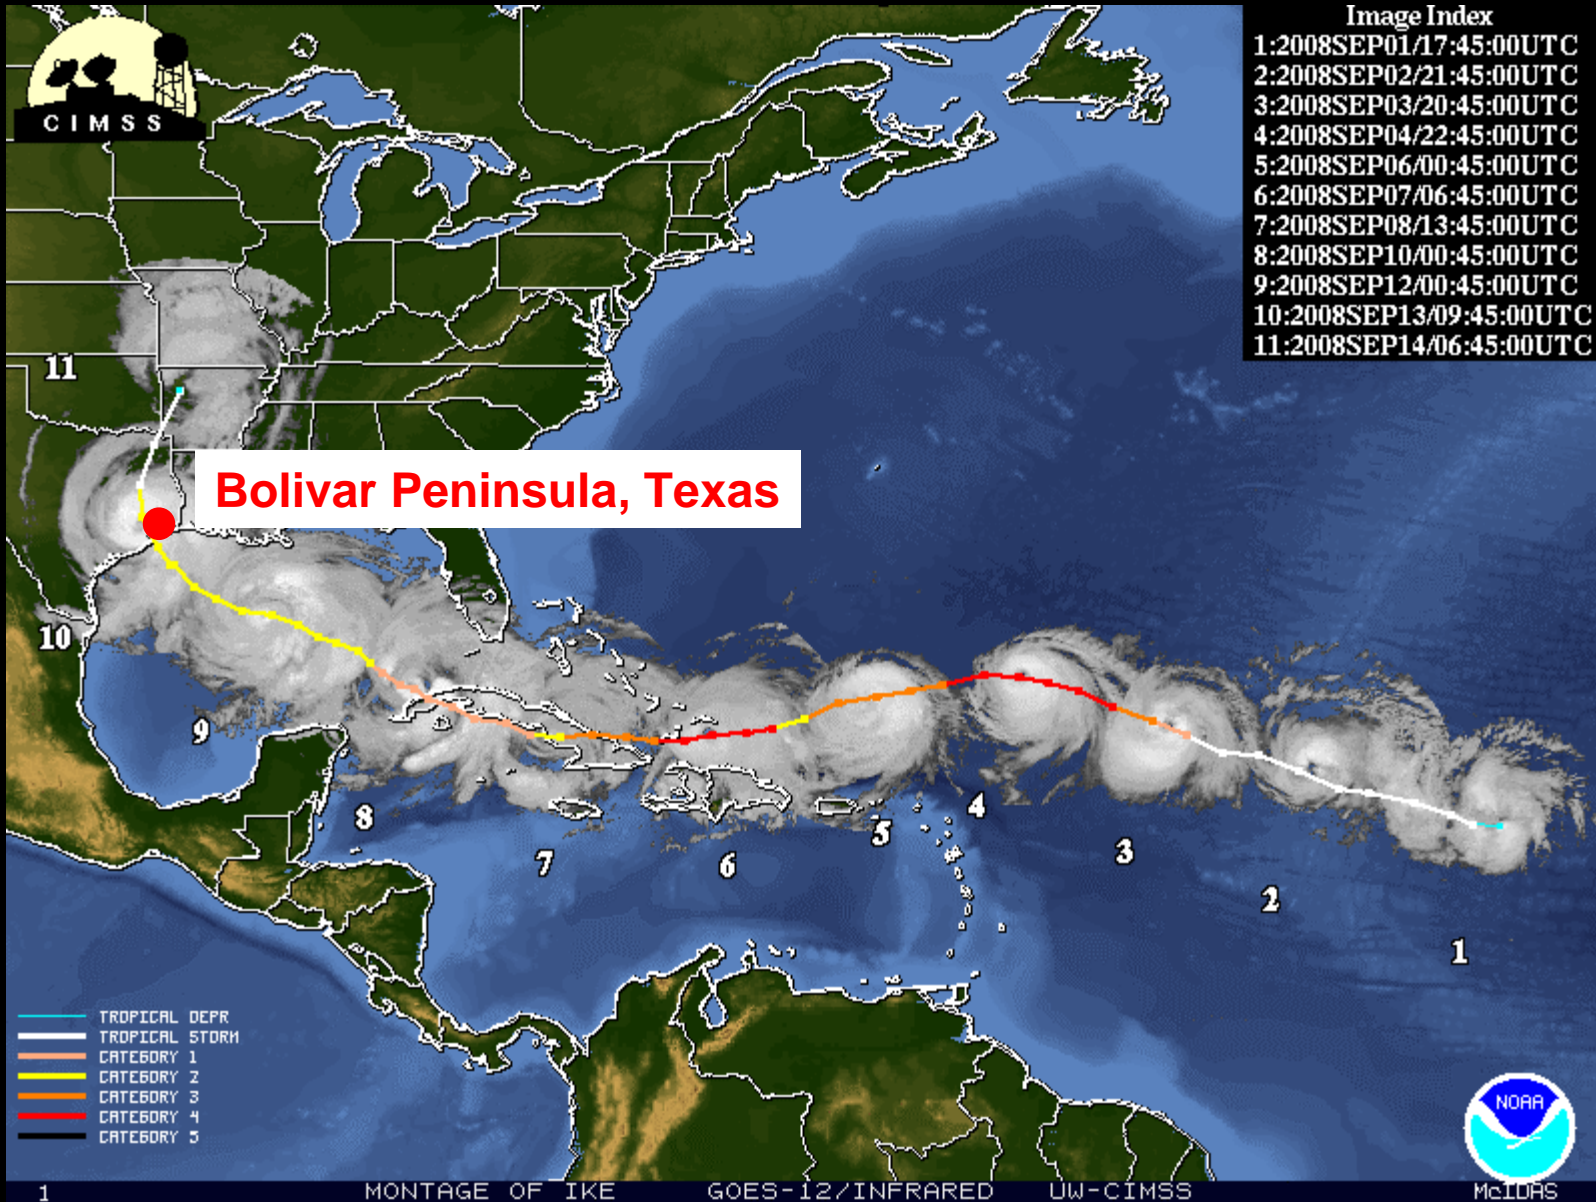 CIMSS
Image Index
1:2008SEP01/17:45:00UTC
2:2008SEP02/21:45:00UTC
3:2008SEP03/20:45:00UTC
4:2008SEP04/22:45:00UTC
5:2008SEP06/00:45:00UTC
6:2008SEP07/06:45:00UTC
7:2008SEP08/13:45:00UTC
8:2008SEP10/00:45:00UTC
9:2008SEP12/00:45:00UTC
10:2008SEP13/09:45:00UTC
11:2008SEP14/06:45:00UTC
11
Bolivar Peninsula, Texas
10
9
8
7
6
5
4
3
2
1
TROPICAL DEPR
TROPICAL STORM
CATEGORY 1
CATEGORY 2
CATEGORY 3
CATEGORY 4
CATEGORY 5
NOAA
1 MONTAGE OF IKE GOES-12/INFRARED UW-CIMSS McIDAS